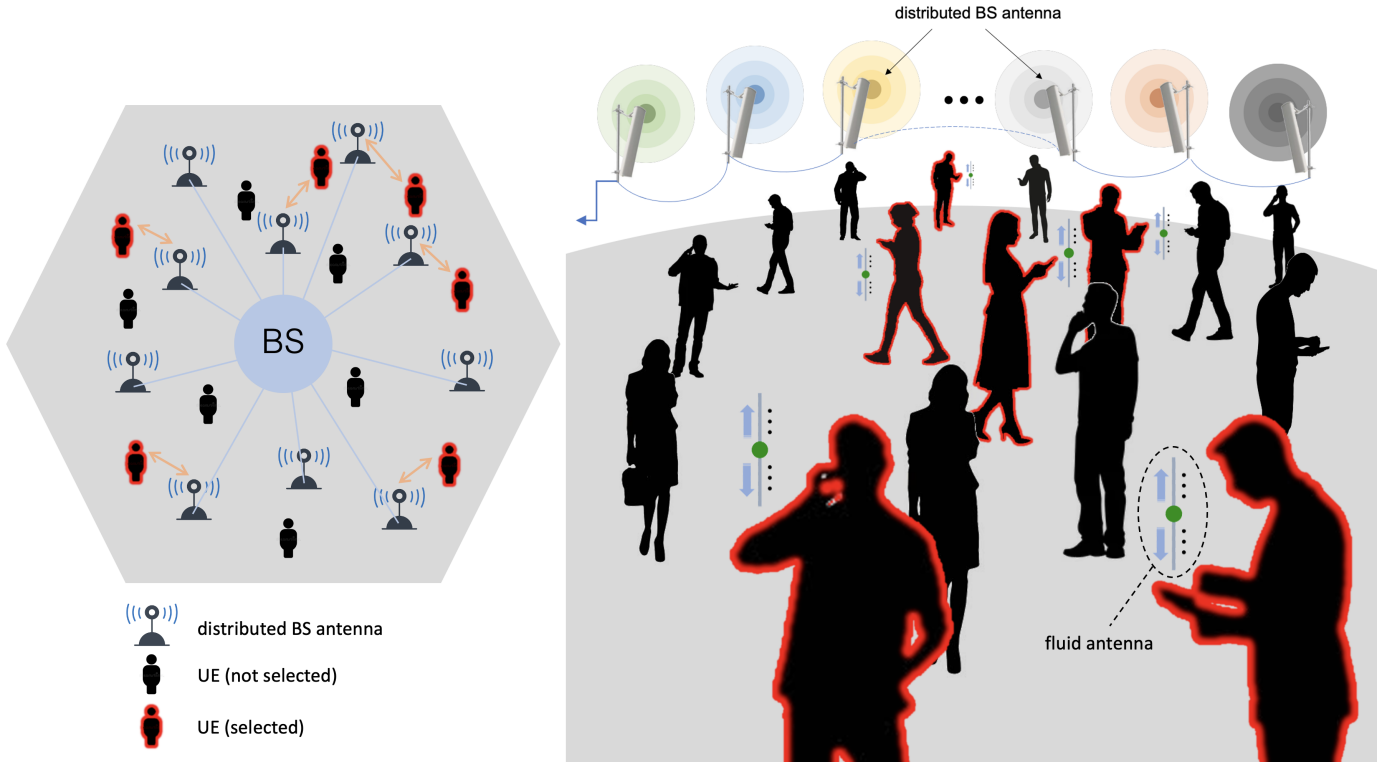 distributed BS antenna
BS
distributed BS antenna
UE (not selected)
UE (selected)
fluid antenna